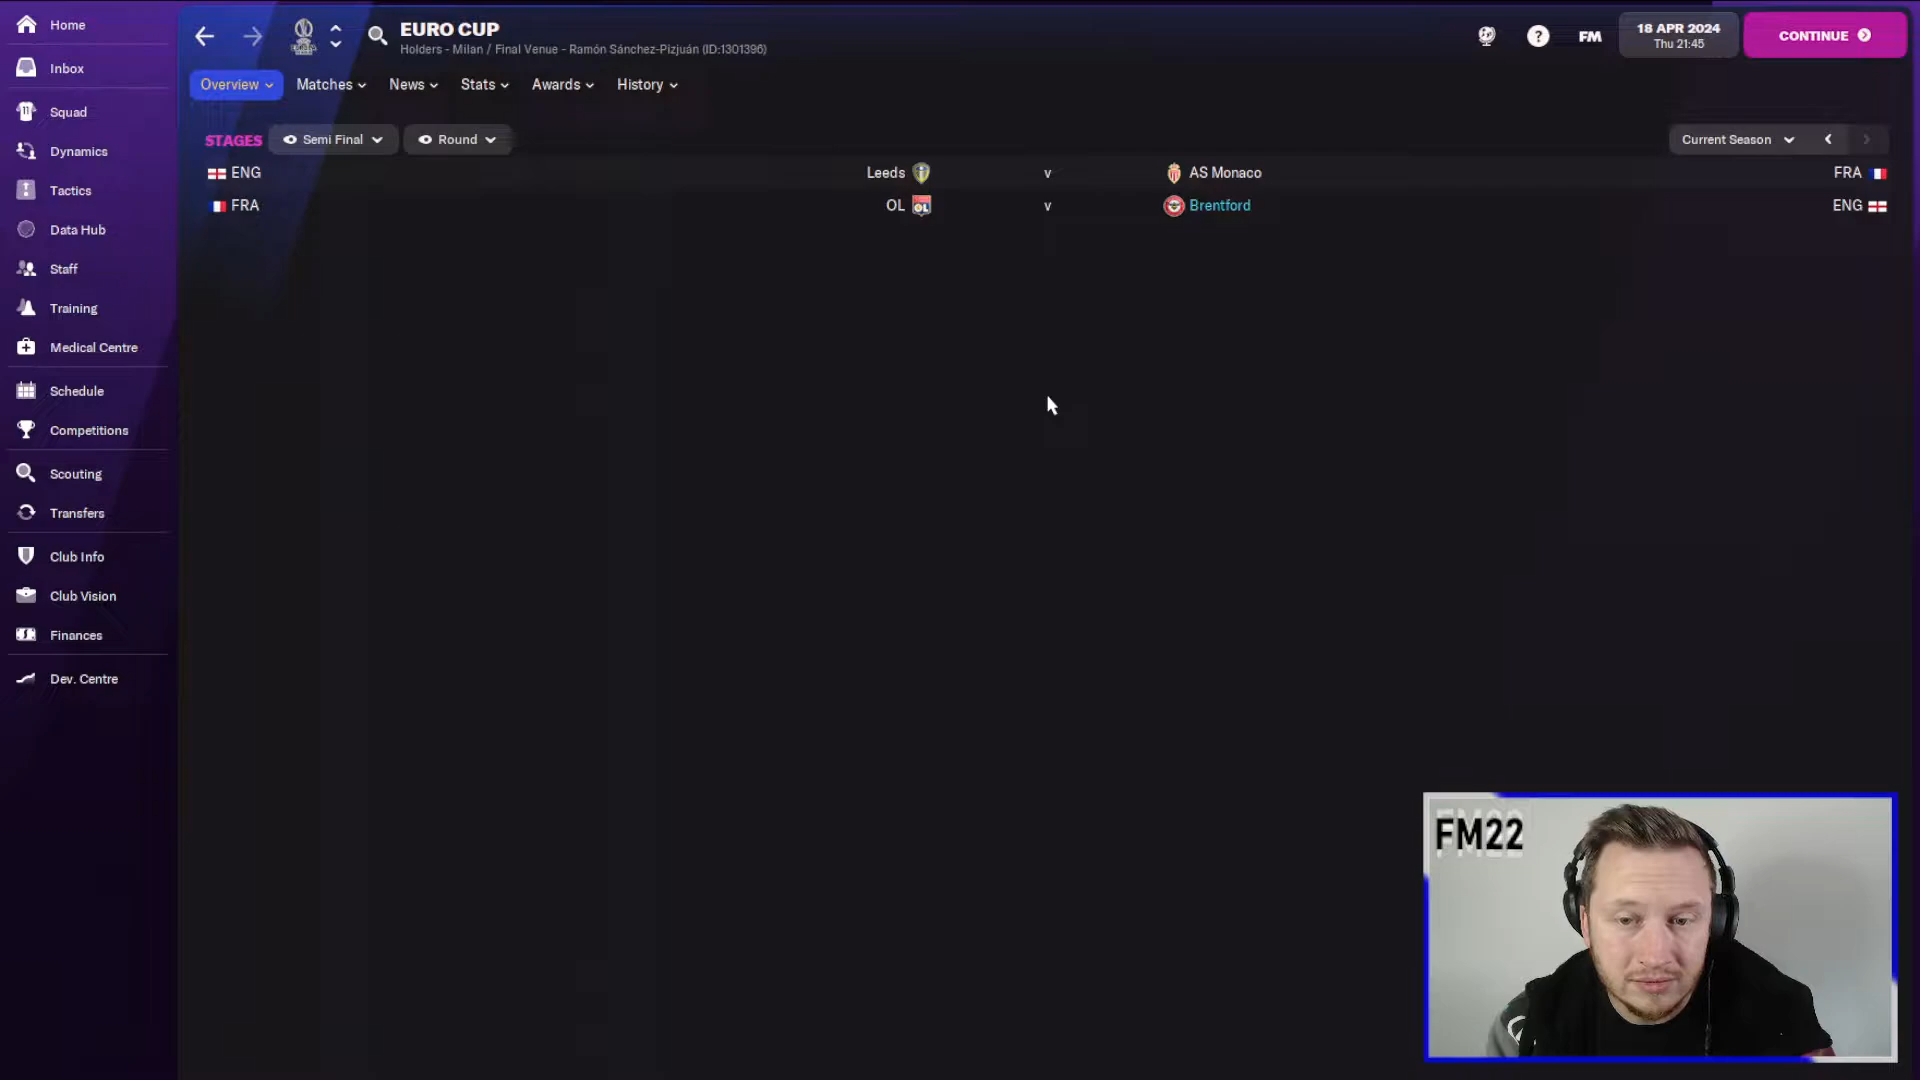 Home
Inbox
Squad
Dynamics
Tactics
Data Hub
Staff
Training
Medical Centre
Schedule
Competitions
Scouting
Transfers
Club Info
Club Vision
Finances
Dev. Centre
EURO CUP
Holders - Milan / Final Venue - Ramón Sánchez-Pizjuán (ID:1301396)
FM
18 APR 2024
Thu 21:45
CONTINUE
Overview Matches News Stats Awards History
STAGES Semi Final Round Current Season
ENG Leeds v AS Monaco FRA
FRA OL v Brentford ENG
FM22